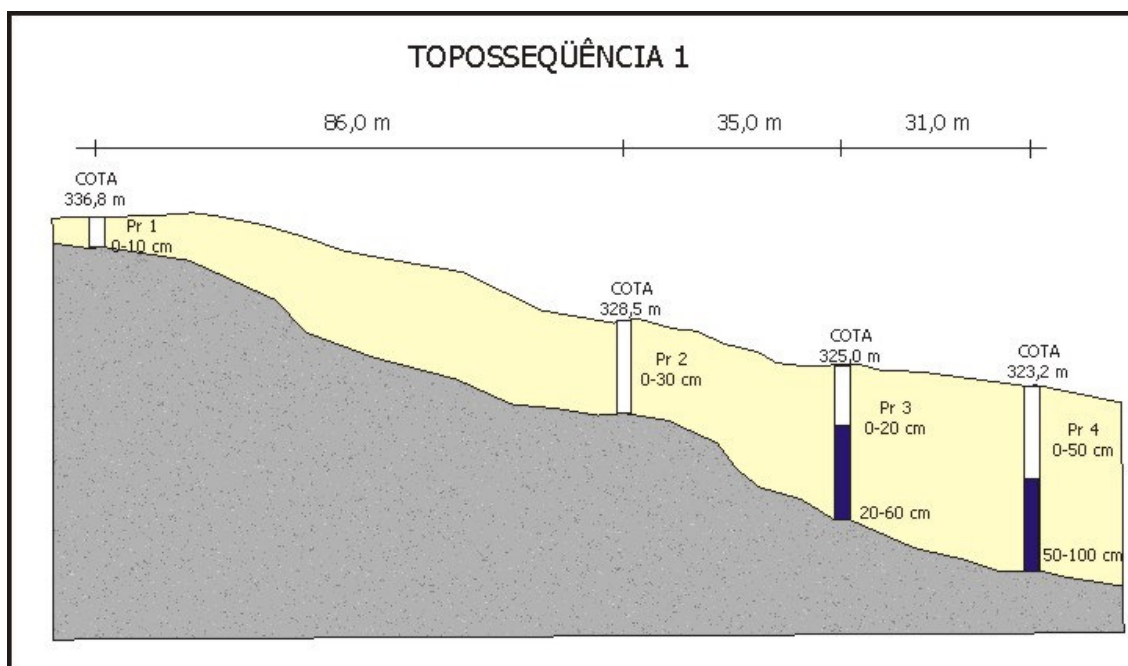 TOPOSSEQÜÊNCIA 1
86,0 m
35,0 m
31,0 m
COTA
336,8 m
Pr 1
0-10 cm
COTA
328,5 m
Pr 2
0-30 cm
COTA
325,0 m
Pr 3
0-20 cm
20-60 cm
COTA
323,2 m
Pr 4
0-50 cm
50-100 cm